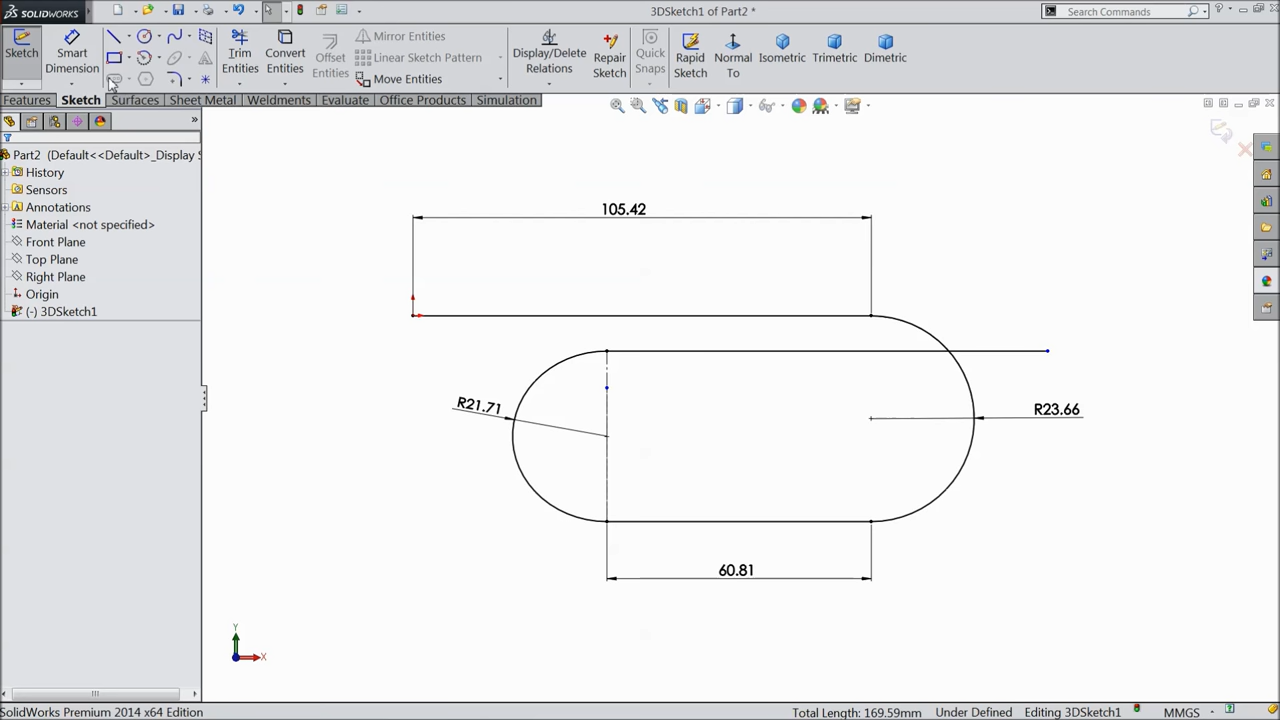 SOLIDWORKS
3DSketch1 of Part2 *
Search Commands
Sketch
Smart Dimension
Trim Entities
Convert Entities
Offset Entities
Mirror Entities
Linear Sketch Pattern
Move Entities
Display/Delete Relations
Repair Sketch
Quick Snaps
Rapid Sketch
Normal To
Isometric
Trimetric
Dimetric
Features
Sketch
Surfaces
Sheet Metal
Weldments
Evaluate
Office Products
Simulation
Part2 (Default<<Default>_Display S
History
Sensors
Annotations
Material <not specified>
Front Plane
Top Plane
Right Plane
Origin
(-) 3DSketch1
105.42
R21.71
R23.66
60.81
Y
X
SolidWorks Premium 2014 x64 Edition
Total Length: 169.59mm
Under Defined
Editing 3DSketch1
MMGS